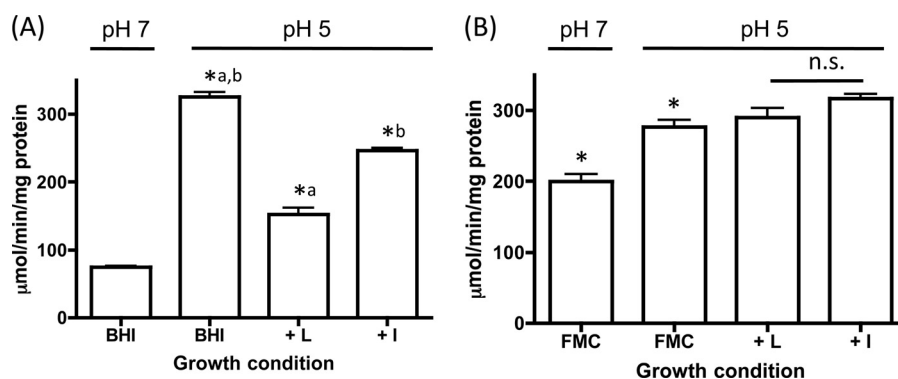 (A)
pH 7 pH 5
μmol/min/mg protein
300
200
100
0
*a,b
*a
*b
BHI BHI + L + I
Growth condition
(B)
pH 7 pH 5
μmol/min/mg protein
300
200
100
0
*
*
n.s.
FMC FMC + L + I
Growth condition